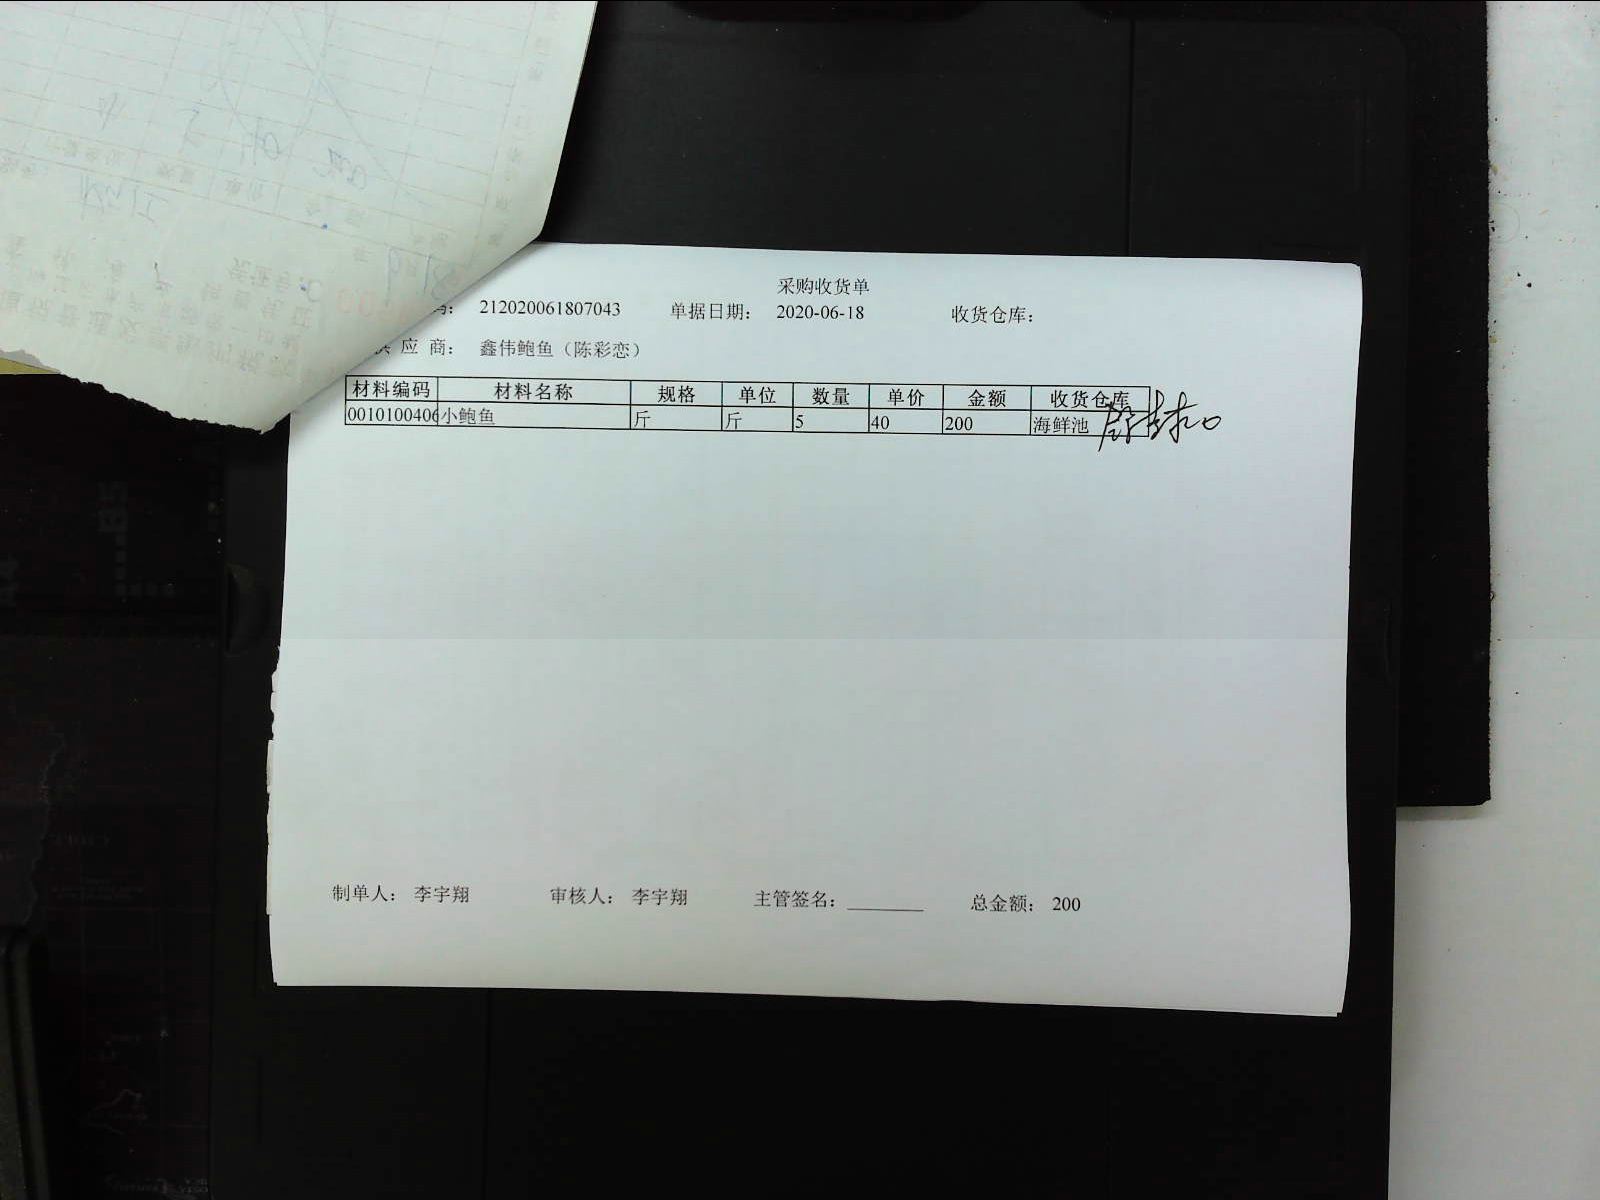 采购收货单
212020061807043 单据日期： 2020-06-18 收货仓库：
应 商： 鑫伟鲍鱼（陈彩恋）
材料编码 材料名称 规格 单位 数量 单价 金额 收货仓库
0010100406 小鲍鱼 斤 斤 5 40 200 海鲜池
制单人： 李宇翔 审核人： 李宇翔 主管签名： 总金额： 200